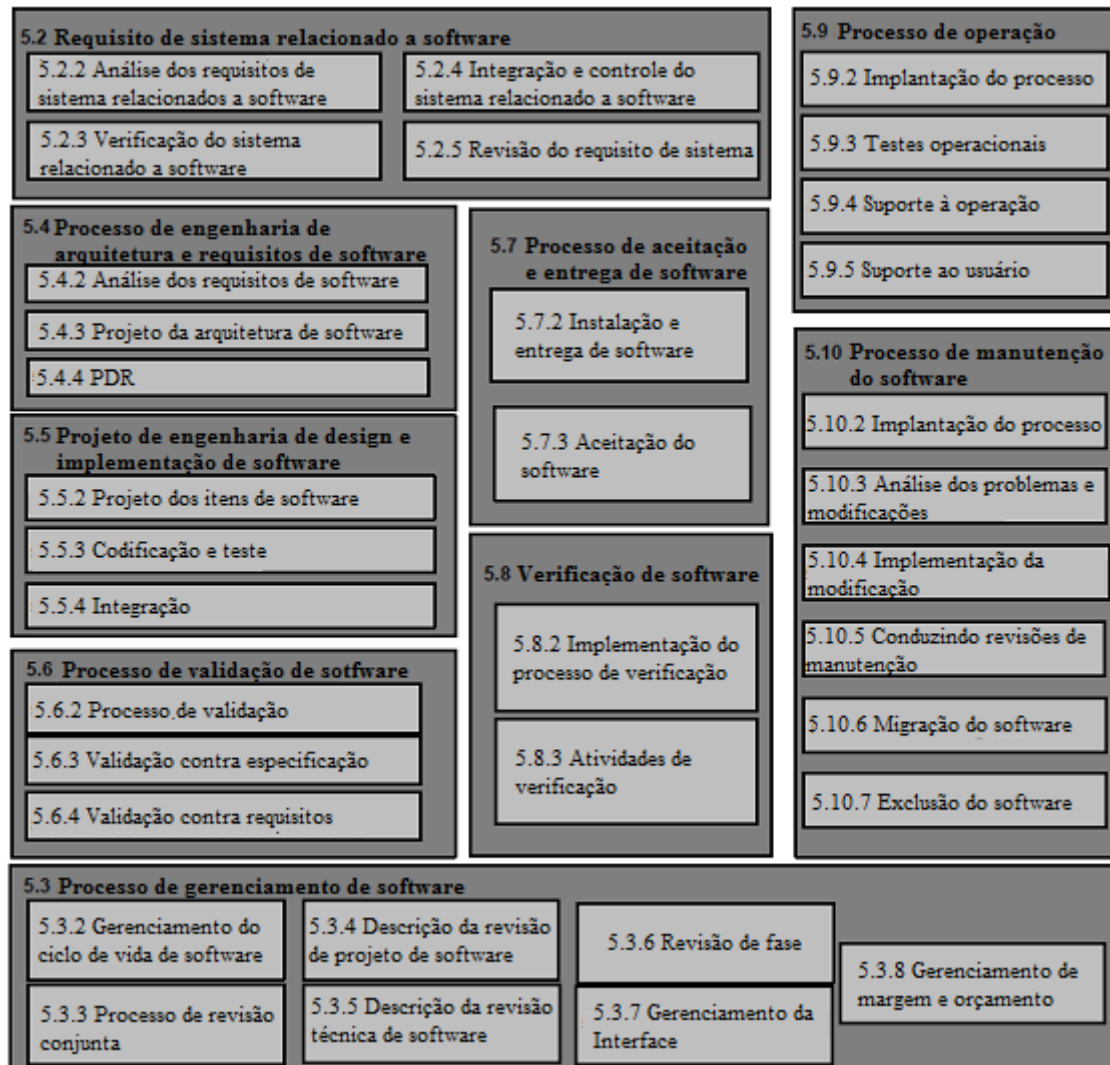 5.2 Requisito de sistema relacionado a software
5.2.2 Análise dos requisitos de
sistema relacionados a software
5.2.4 Integração e controle do
sistema relacionado a software
5.2.3 Verificação do sistema
relacionado a software
5.2.5 Revisão do requisito de sistema
5.4 Processo de engenharia de
arquitetura e requisitos de software
5.4.2 Análise dos requisitos de software
5.4.3 Projeto da arquitetura de software
5.4.4 PDR
5.5 Projeto de engenharia de design e
implementação de software
5.5.2 Projeto dos itens de software
5.5.3 Codificação e teste
5.5.4 Integração
5.6 Processo de validação de sotfware
5.6.2 Processo de validação
5.6.3 Validação contra especificação
5.6.4 Validação contra requisitos
5.7 Processo de aceitação
e entrega de software
5.7.2 Instalação e
entrega de software
5.7.3 Aceitação do
software
5.8 Verificação de software
5.8.2 Implementação do
processo de verificação
5.8.3 Atividades de
verificação
5.9 Processo de operação
5.9.2 Implantação do processo
5.9.3 Testes operacionais
5.9.4 Suporte à operação
5.9.5 Suporte ao usuário
5.10 Processo de manutenção
do software
5.10.2 Implantação do processo
5.10.3 Análise dos problemas e
modificações
5.10.4 Implementação da
modificação
5.10.5 Conduzindo revisões de
manutenção
5.10.6 Migração do software
5.10.7 Exclusão do software
5.3 Processo de gerenciamento de software
5.3.2 Gerenciamento do
ciclo de vida de software
5.3.3 Processo de revisão
conjunta
5.3.4 Descrição da revisão
de projeto de software
5.3.5 Descrição da revisão
técnica de software
5.3.6 Revisão de fase
5.3.7 Gerenciamento da
Interface
5.3.8 Gerenciamento de
margem e orçamento